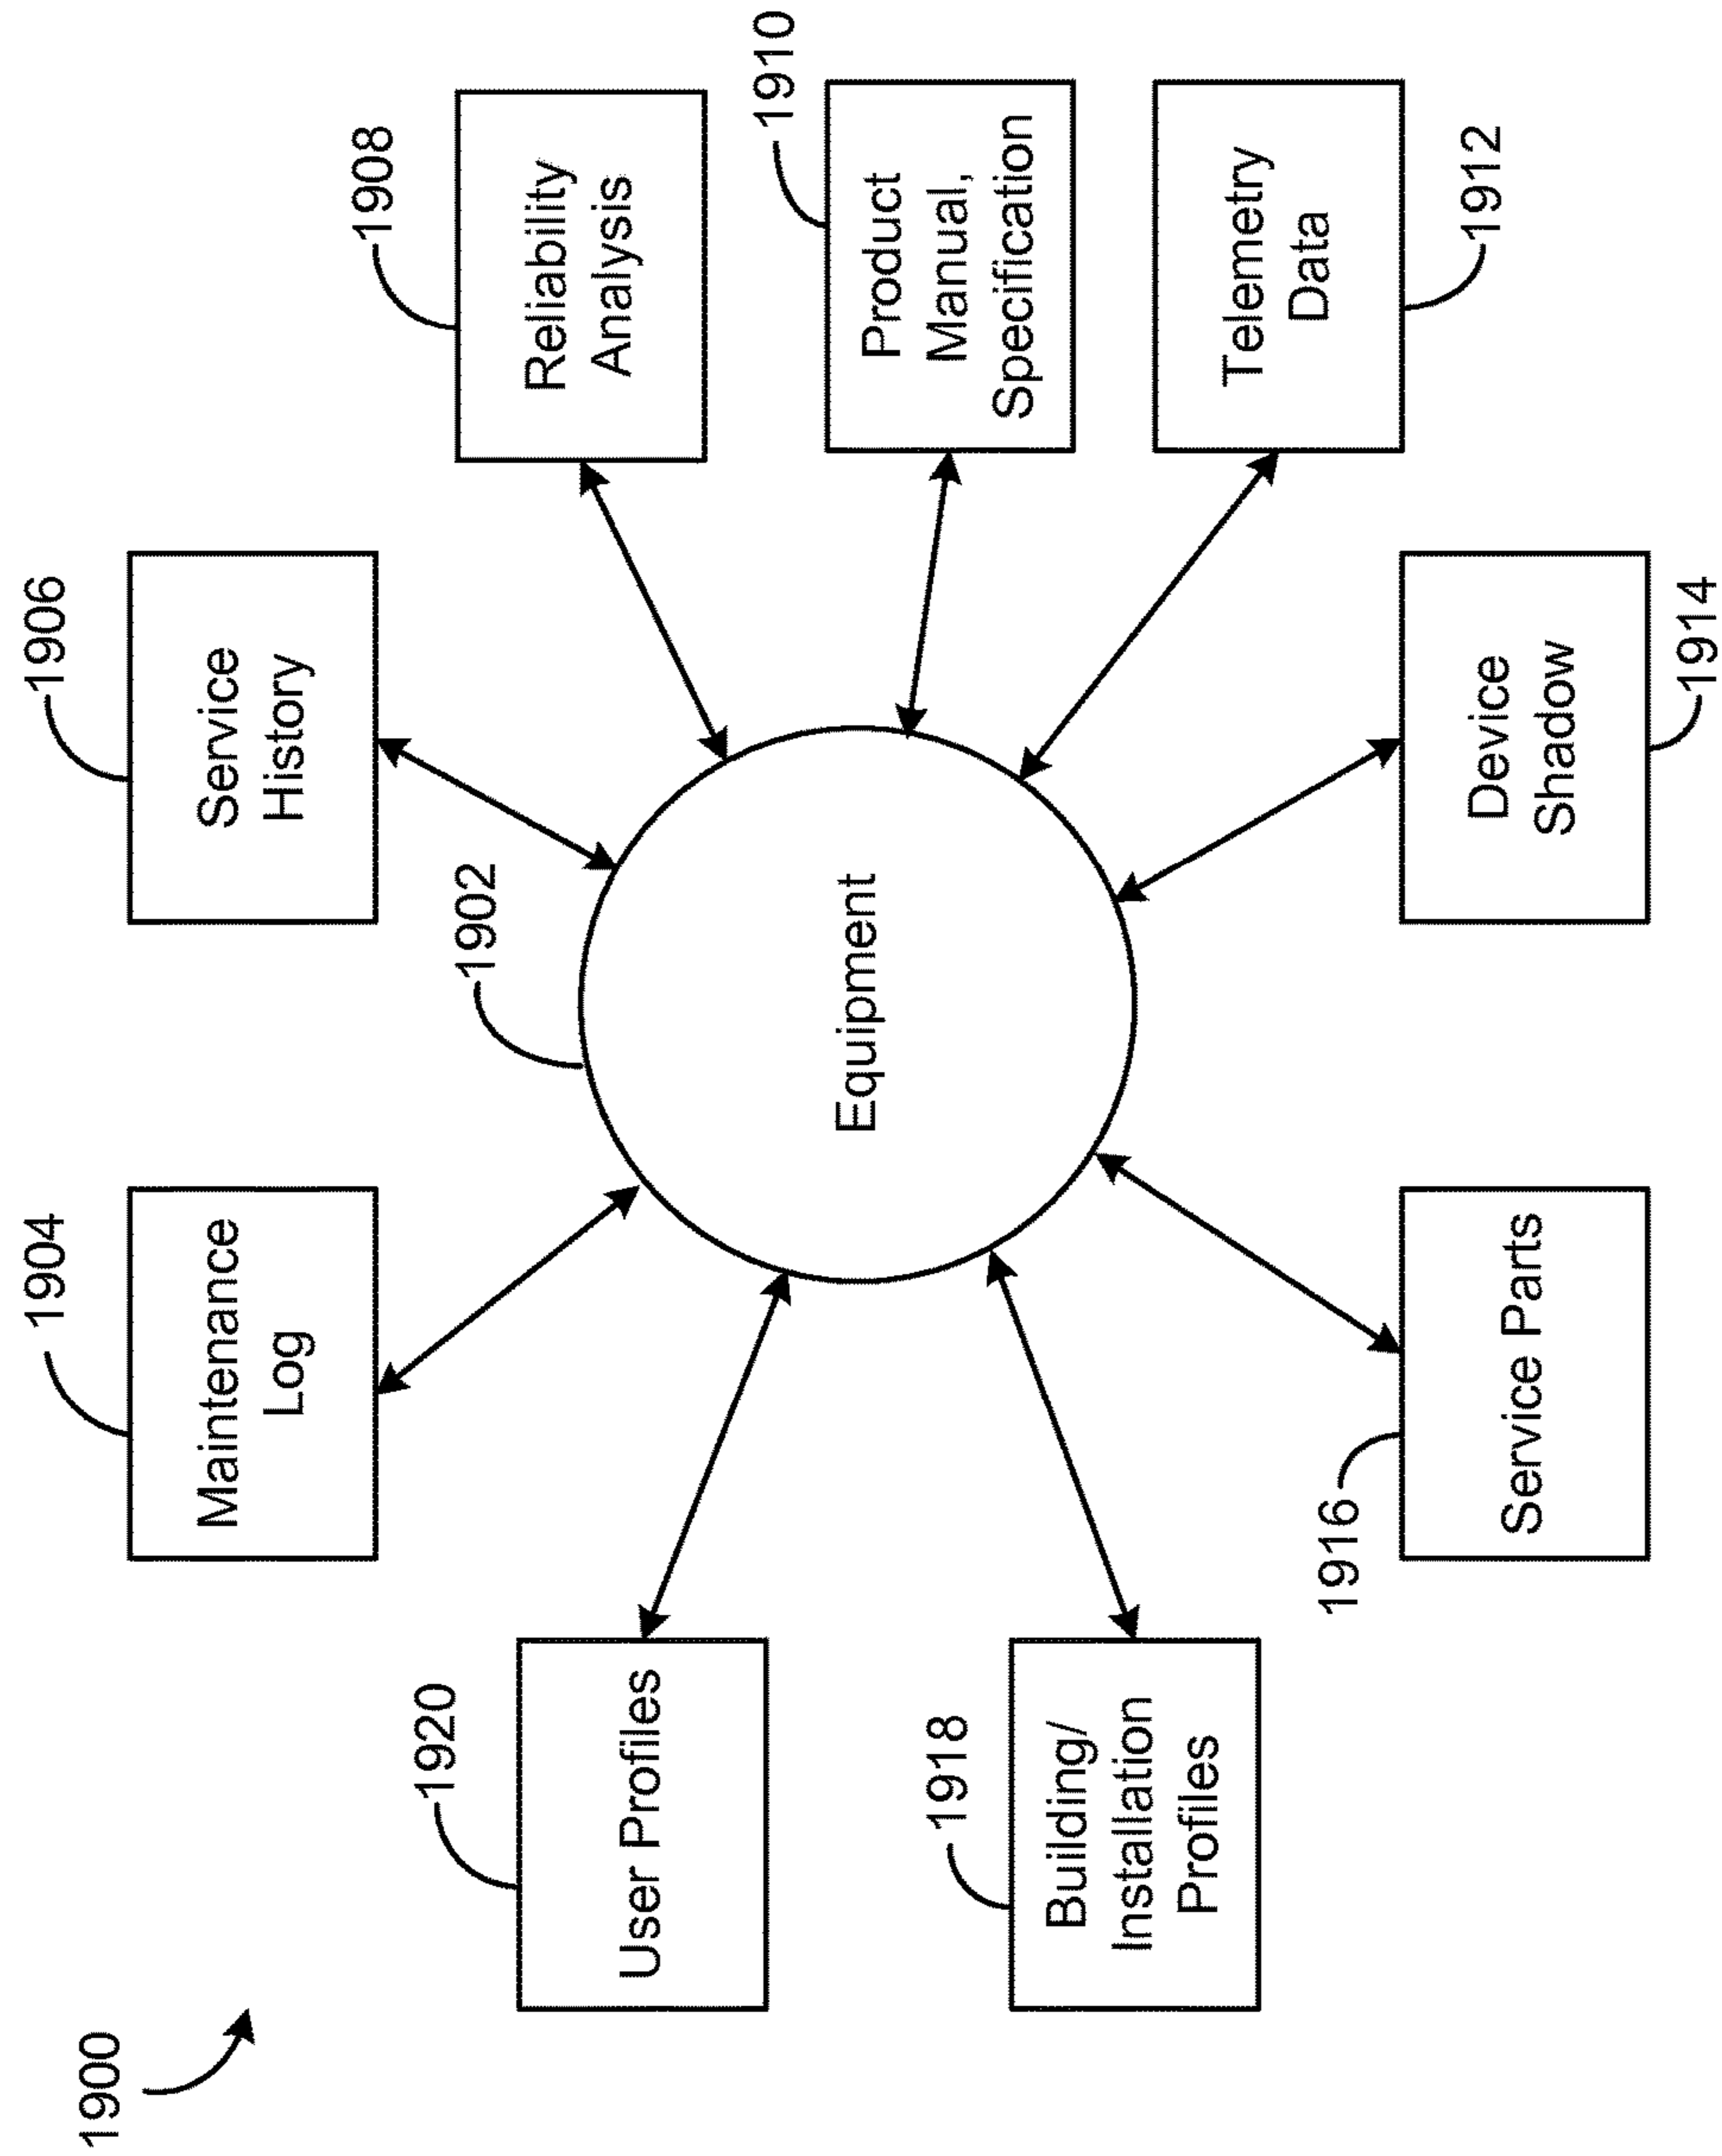 1900
1904
Maintenance
Log
1906
Service
History
1920
User Profiles
1902
Equipment
1908
Reliability
Analysis
1910
Product
Manual,
Specification
1918
Building/
Installation
Profiles
1916
Service Parts
Device
Shadow
1914
Telemetry
Data
1912